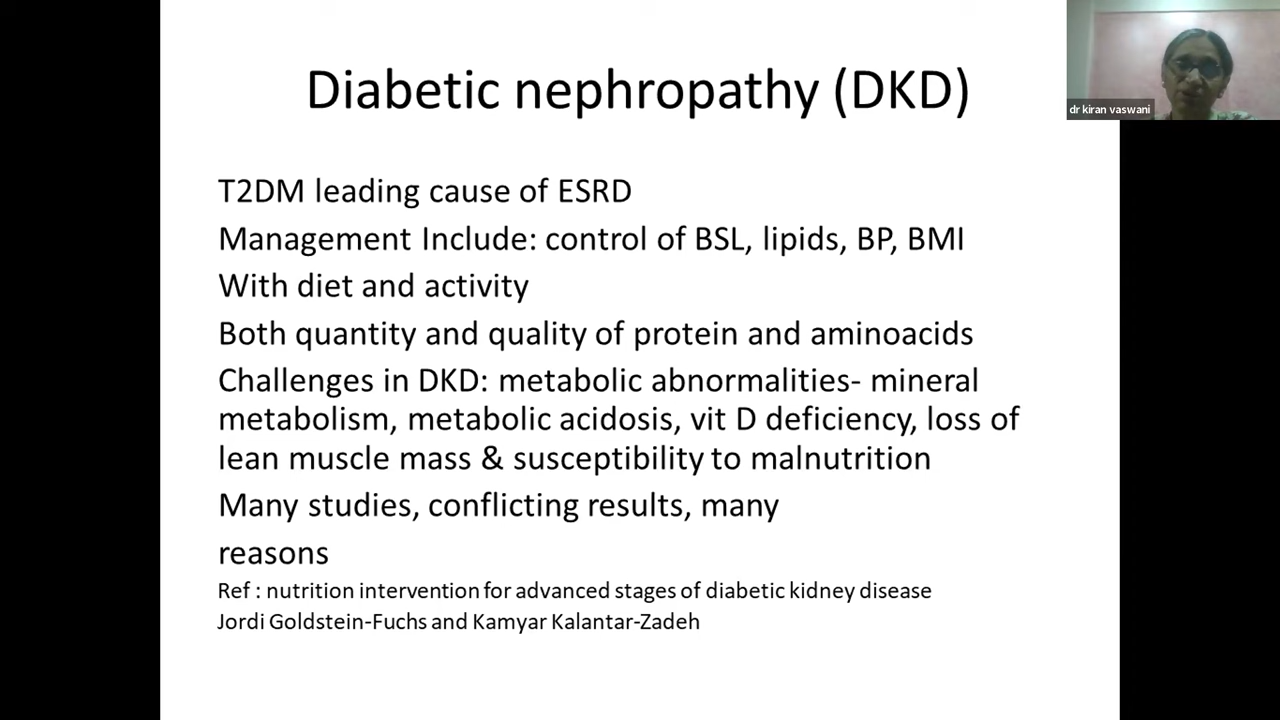 Diabetic nephropathy (DKD)
dr kiran vaswani
T2DM leading cause of ESRD
Management Include: control of BSL, lipids, BP, BMI
With diet and activity
Both quantity and quality of protein and aminoacids
Challenges in DKD: metabolic abnormalities- mineral
metabolism, metabolic acidosis, vit D deficiency, loss of
lean muscle mass & susceptibility to malnutrition
Many studies, conflicting results, many
reasons
Ref : nutrition intervention for advanced stages of diabetic kidney disease
Jordi Goldstein-Fuchs and Kamyar Kalantar-Zadeh